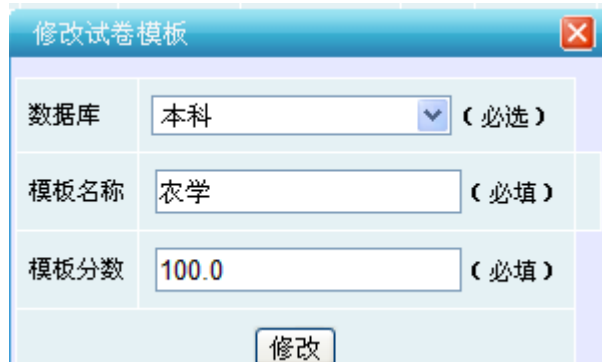 修改试卷模板
数据库 本科 (必选)
模板名称 农学 (必填)
模板分数 100.0 (必填)
修改